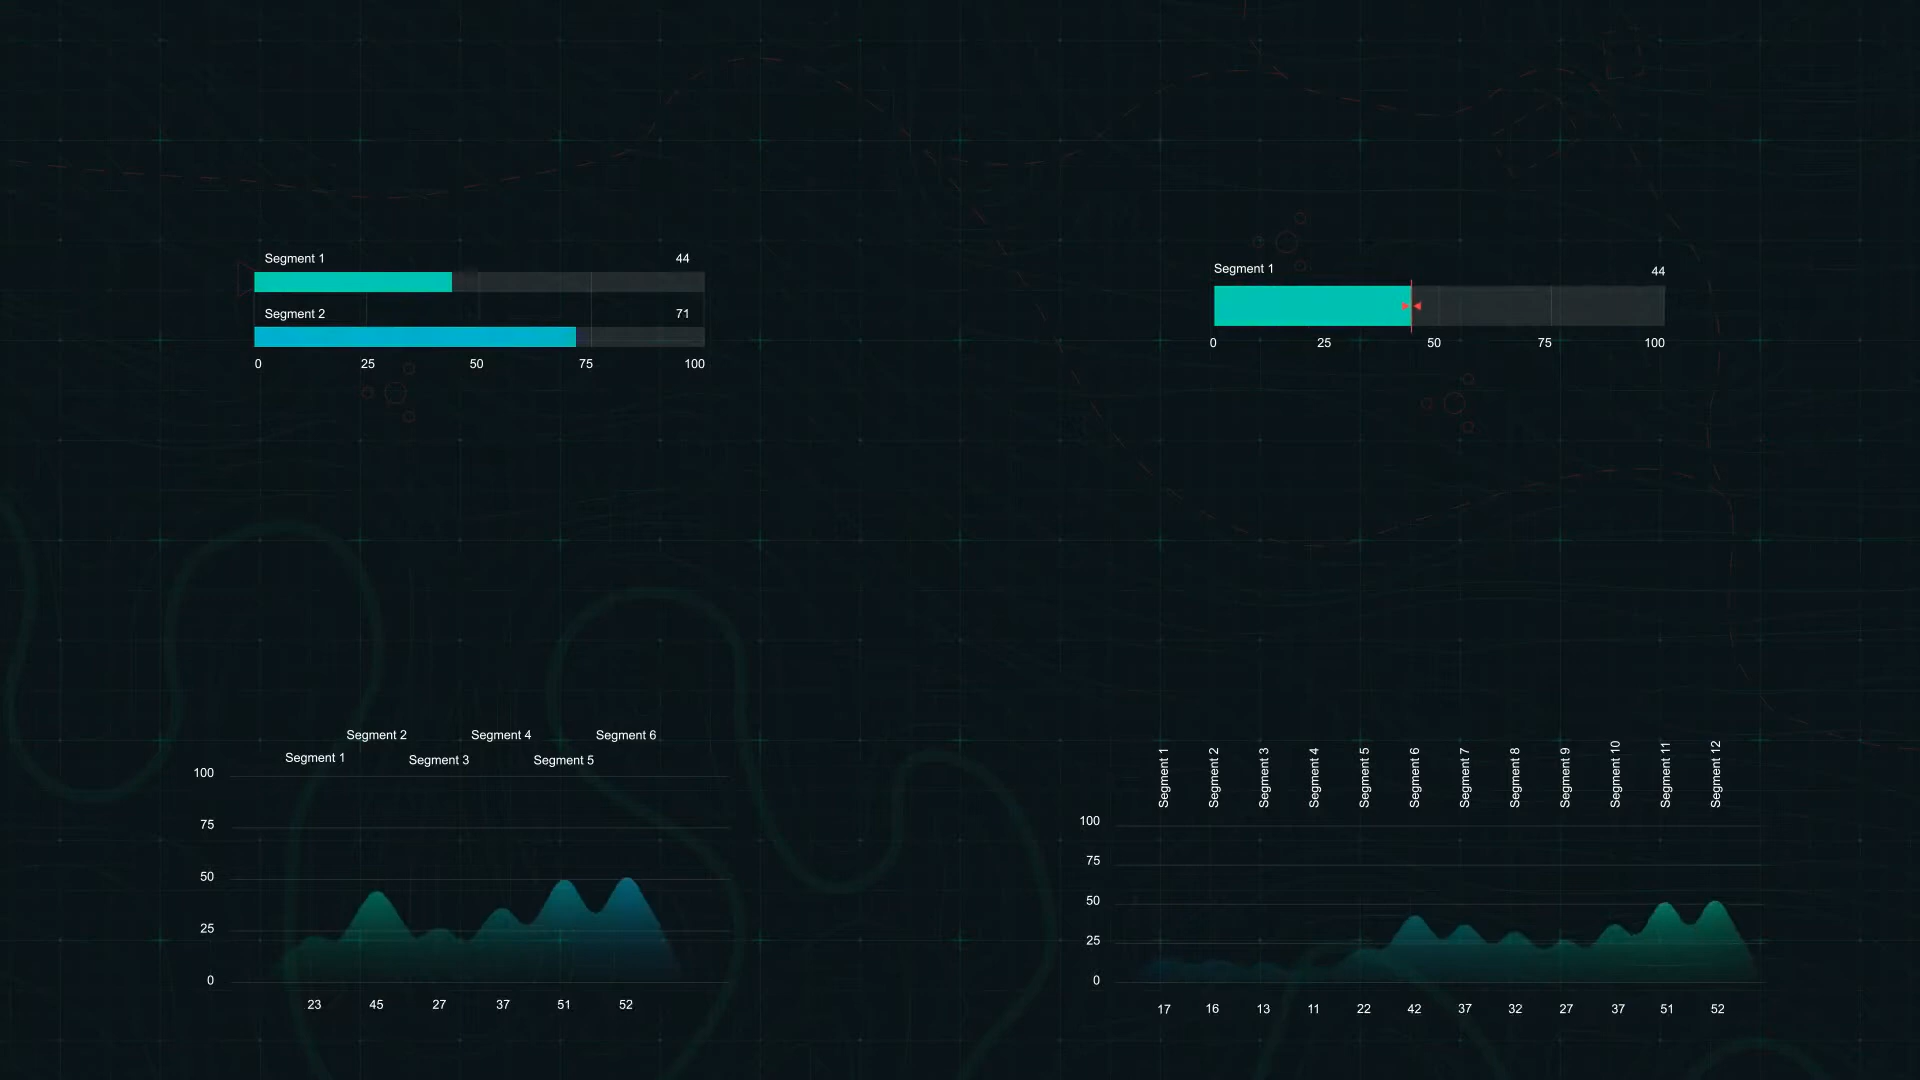 Segment 1 44
Segment 2 71
0 25 50 75 100
Segment 1 44
0 25 50 75 100
Segment 2 Segment 4 Segment 6
Segment 1 Segment 3 Segment 5
100
75
50
25
0
23 45 27 37 51 52
Segment 1
Segment 2
Segment 3
Segment 4
Segment 5
Segment 6
Segment 7
Segment 8
Segment 9
Segment 10
Segment 11
Segment 12
100
75
50
25
0
17 16 13 11 22 42 37 32 27 37 51 52